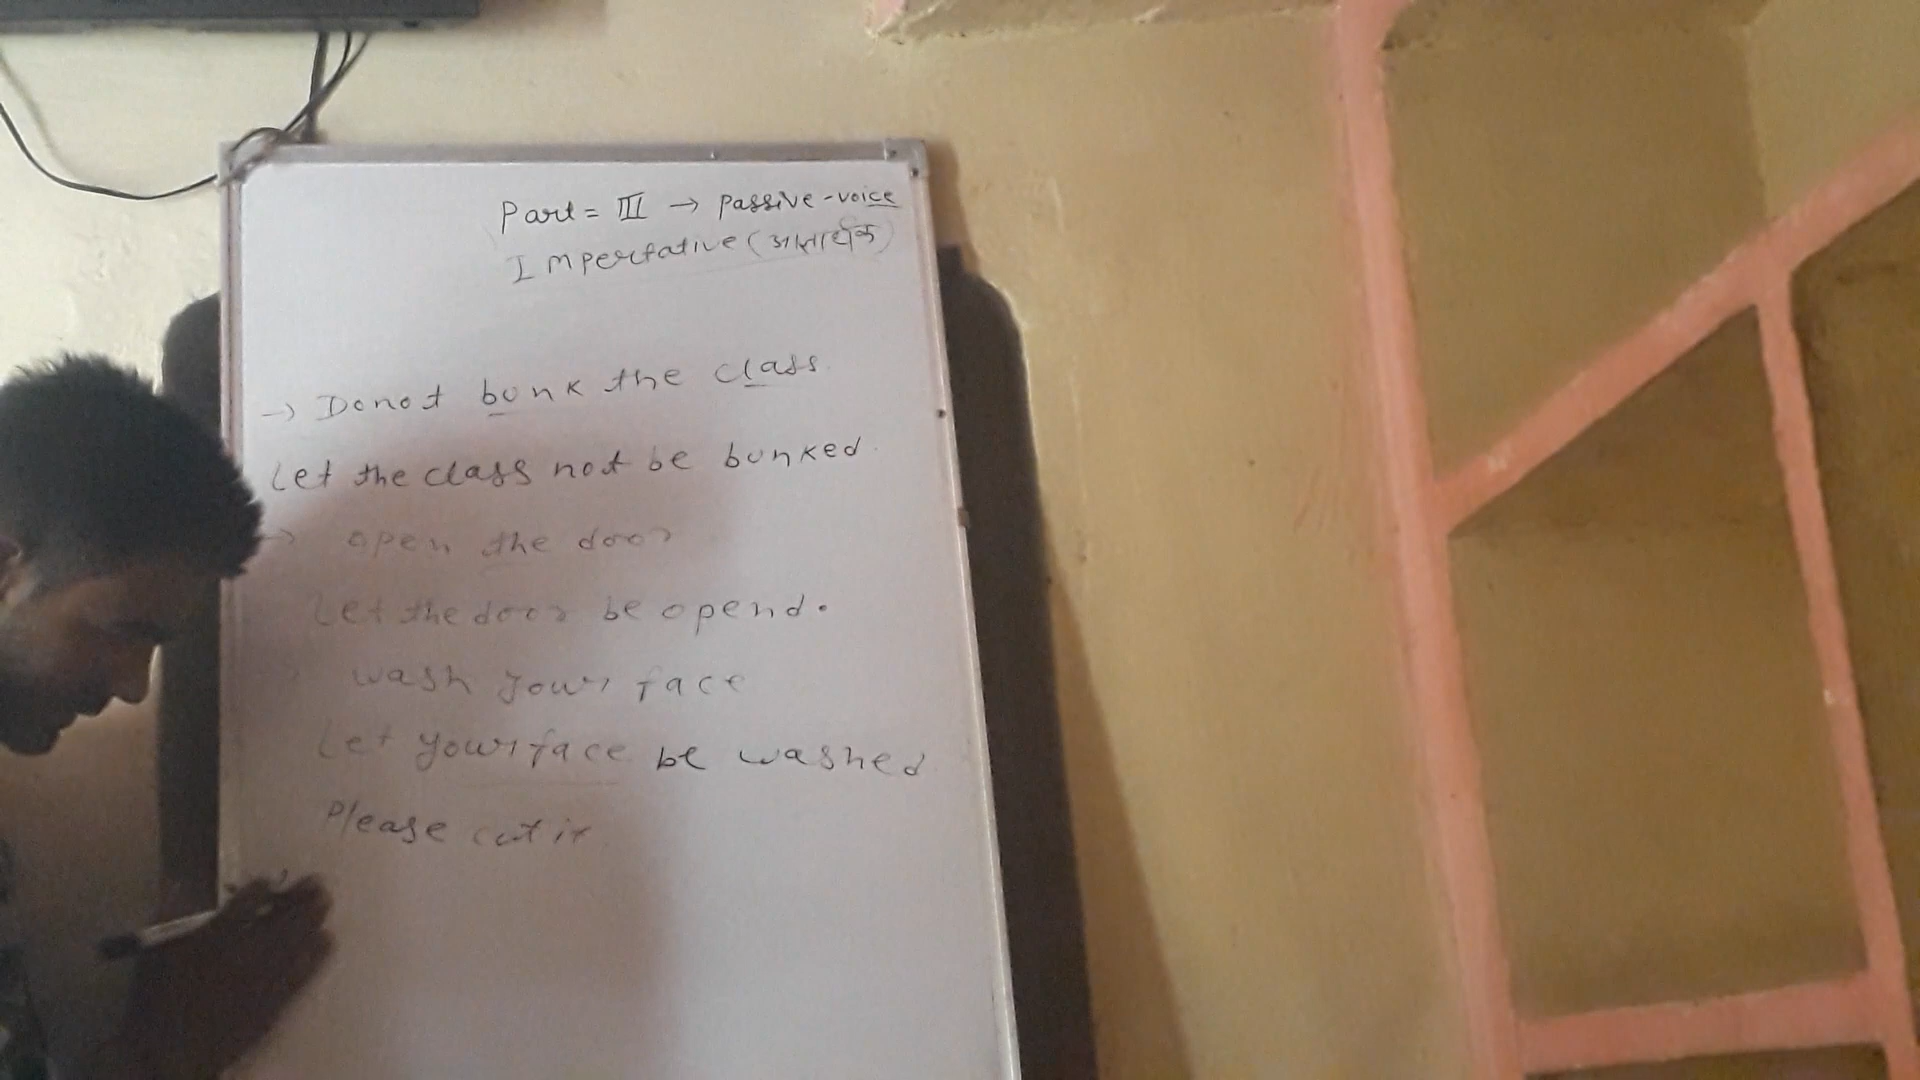 Part = III → Passive-voice
Impertative (आज्ञार्थक)
→ Donot bunk the class.
Let the class not be bunked.
→ open the door
Let the door be opend.
wash your face
Let your face be washed
Please cut it